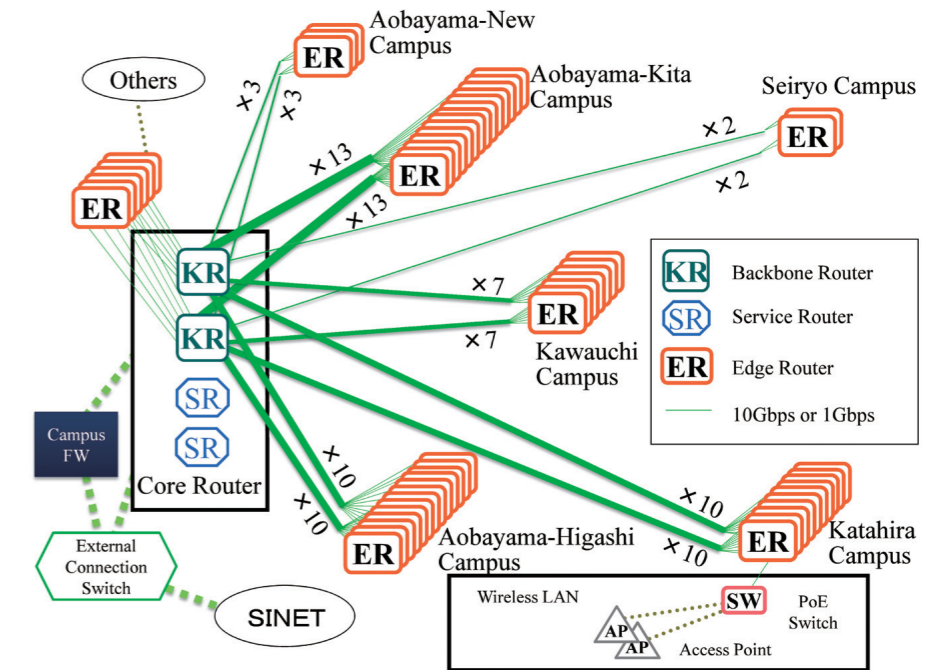 Aobayama-New
Campus
ER
×3
×3
Others
Aobayama-Kita
Campus
ER
×13
×13
Seiryo Campus
ER
×2
×2
ER
KR
KR
SR
SR
Core Router
×7
×7
ER
Kawauchi
Campus
KR
Backbone Router
SR
Service Router
ER
Edge Router
10Gbps or 1Gbps
Campus
FW
External
Connection
Switch
SINET
×10
×10
ER
Aobayama-Higashi
Campus
×10
×10
ER
Katahira
Campus
Wireless LAN
SW
PoE
Switch
AP
AP
Access Point